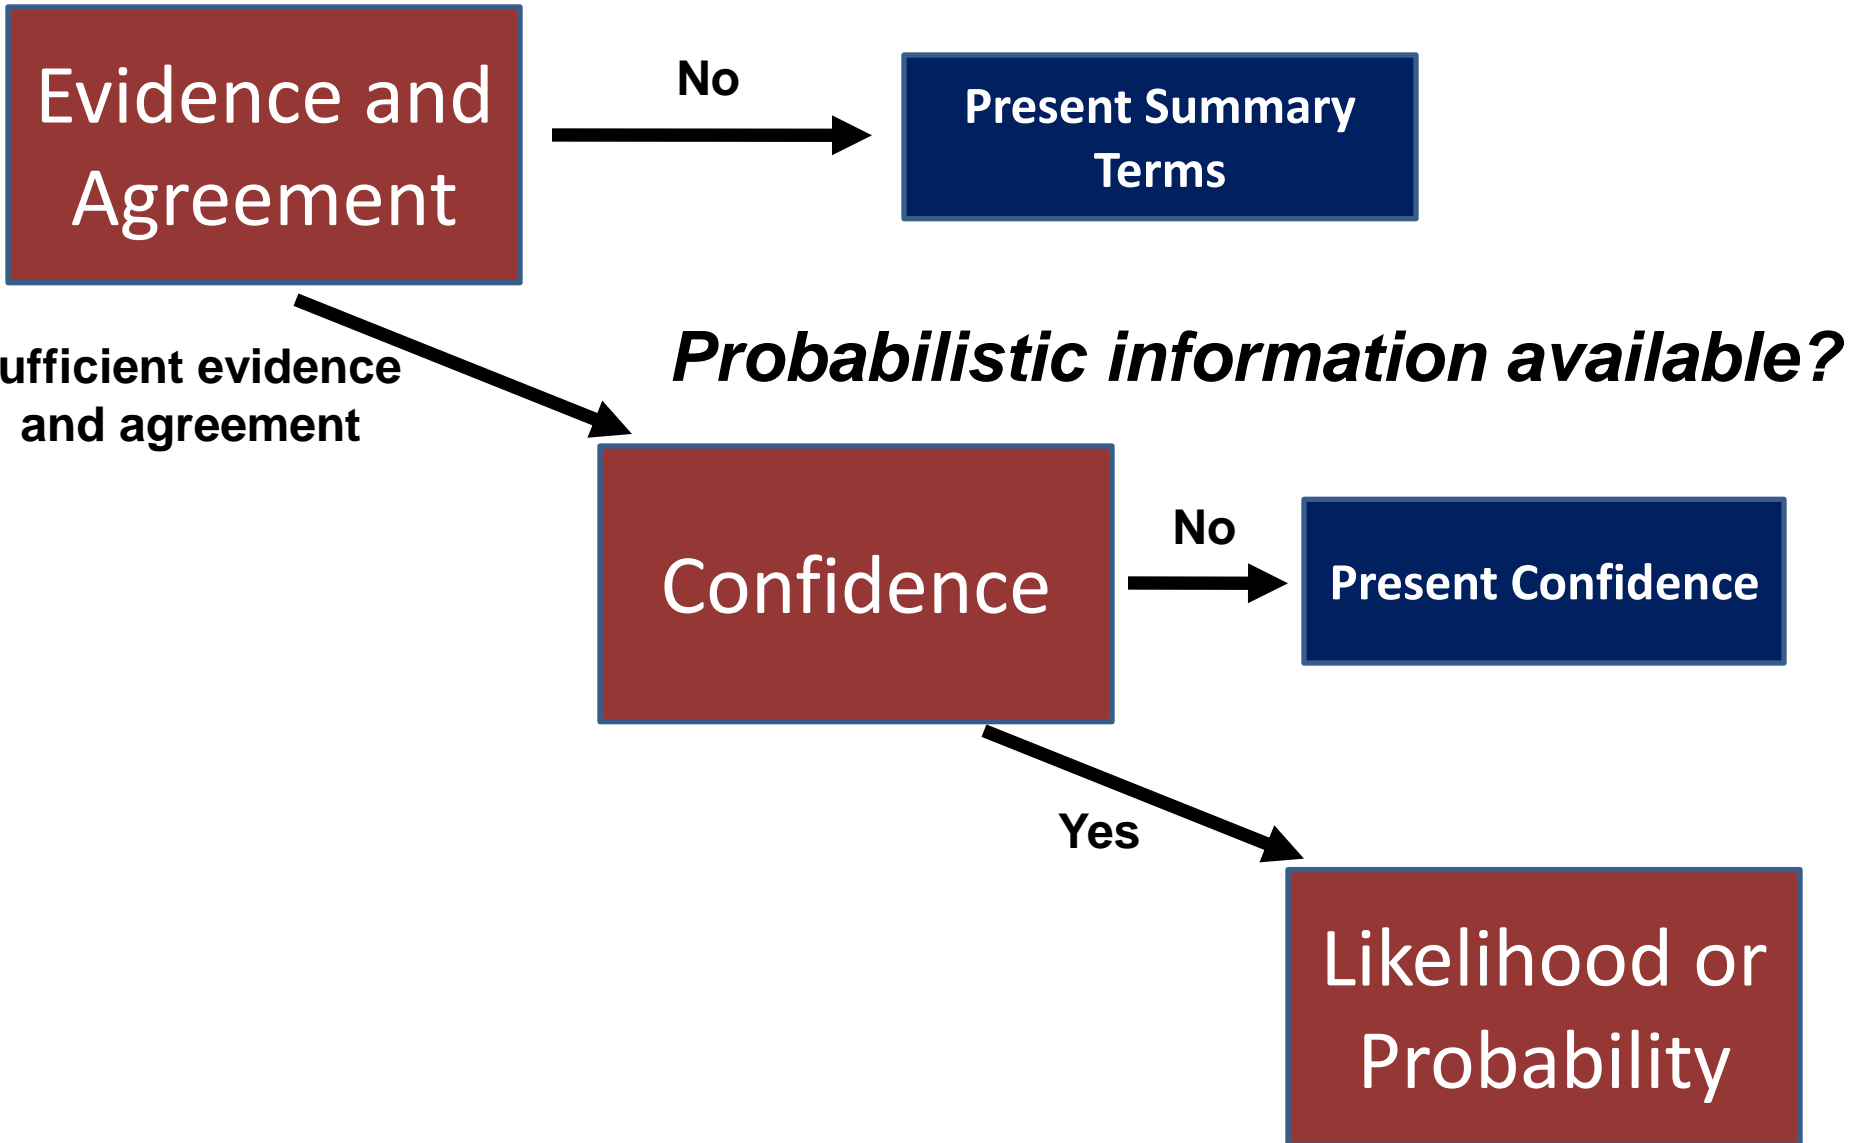 Evidence and
Agreement
No
Present Summary
Terms
ufficient evidence
and agreement
Probabilistic information available?
Confidence
No
Present Confidence
Yes
Likelihood or
Probability